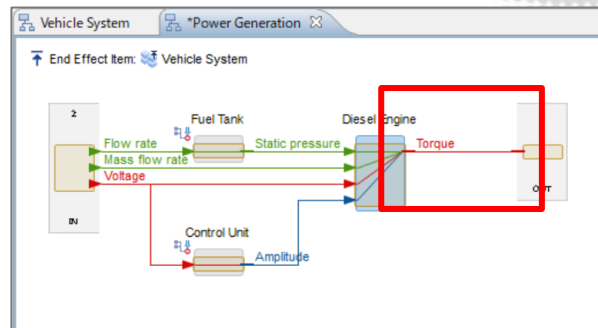 Vehicle System
*Power Generation
End Effect Item: Vehicle System
2
Fuel Tank
Diesel Engine
Flow rate
Static pressure
Torque
Mass flow rate
Voltage
OUT
IN
Control Unit
Amplitude